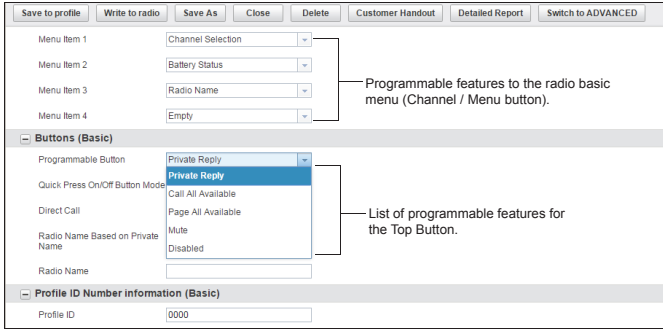 Save to profile Write to radio Save As Close Delete Customer Handout Detailed Report Switch to ADVANCED
Menu Item 1 Channel Selection
Menu Item 2 Battery Status
Menu Item 3 Radio Name
Menu Item 4 Empty
Programmable features to the radio basic
menu (Channel / Menu button).
Buttons (Basic)
Programmable Button Private Reply
Private Reply
Quick Press On/Off Button Mode
Call All Available
Direct Call
Page All Available
Radio Name Based on Private
Name
Mute
Disabled
List of programmable features for
the Top Button.
Radio Name
Profile ID Number information (Basic)
Profile ID 0000